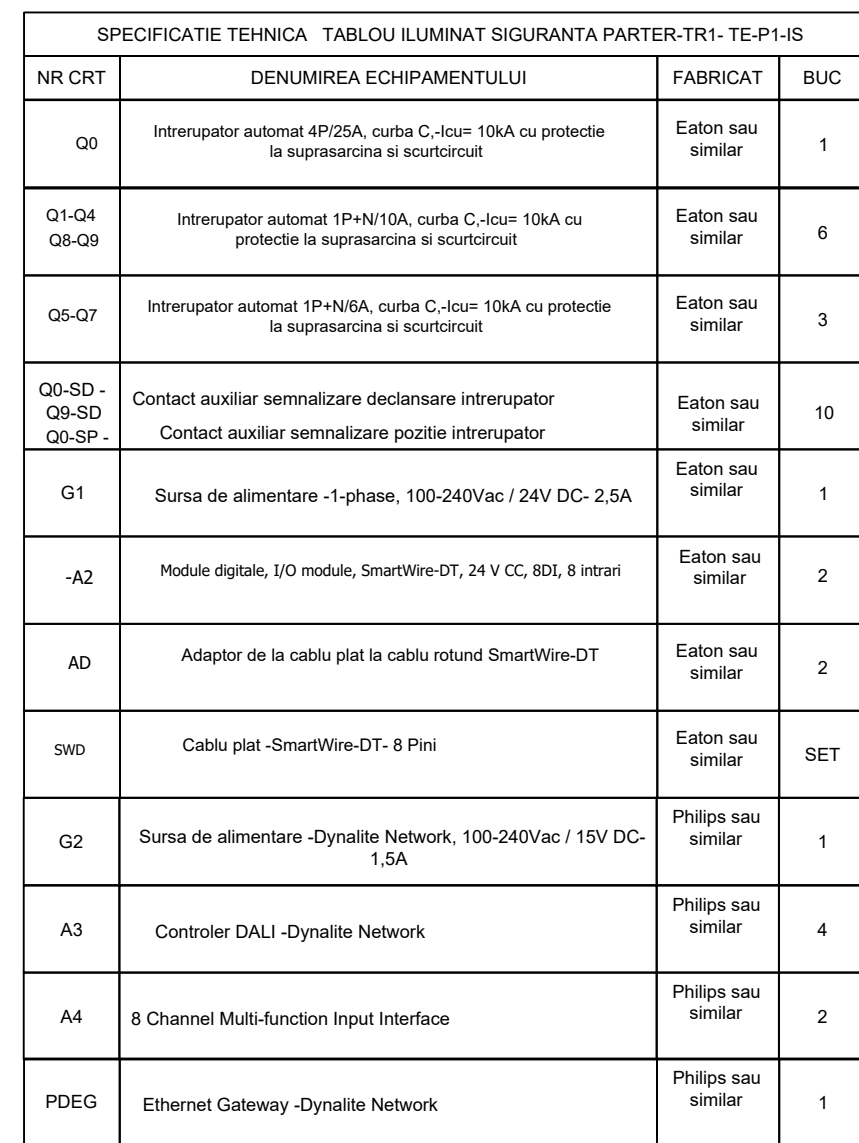 SPECIFICATIE TEHNICA TABLOU ILUMINAT SIGURANTA PARTER-TR1- TE-P1-IS
NR CRT DENUMIREA ECHIPAMENTULUI FABRICAT BUC
Q0
Intrerupator automat 4P/25A, curba C,-Icu= 10kA cu protectie
la suprasarcina si scurtcircuit
Eaton sau
similar
1
Q1-Q4
Q8-Q9
Intrerupator automat 1P+N/10A, curba C,-Icu= 10kA cu
protectie la suprasarcina si scurtcircuit
Eaton sau
similar
6
Q5-Q7
Intrerupator automat 1P+N/6A, curba C,-Icu= 10kA cu protectie
la suprasarcina si scurtcircuit
Eaton sau
similar
3
Q0-SD -
Q9-SD
Q0-SP -
Contact auxiliar semnalizare declansare intrerupator
Contact auxiliar semnalizare pozitie intrerupator
Eaton sau
similar
10
G1
Sursa de alimentare -1-phase, 100-240Vac / 24V DC- 2,5A
Eaton sau
similar
1
-A2
Module digitale, I/O module, SmartWire-DT, 24 V CC, 8DI, 8 intrari
Eaton sau
similar
2
AD
Adaptor de la cablu plat la cablu rotund SmartWire-DT
Eaton sau
similar
2
SWD
Cablu plat -SmartWire-DT- 8 Pini
Eaton sau
similar
SET
G2
Sursa de alimentare -Dynalite Network, 100-240Vac / 15V DC-
1,5A
Philips sau
similar
1
A3
Controler DALI -Dynalite Network
Philips sau
similar
4
A4
8 Channel Multi-function Input Interface
Philips sau
similar
2
PDEG
Ethernet Gateway -Dynalite Network
Philips sau
similar
1